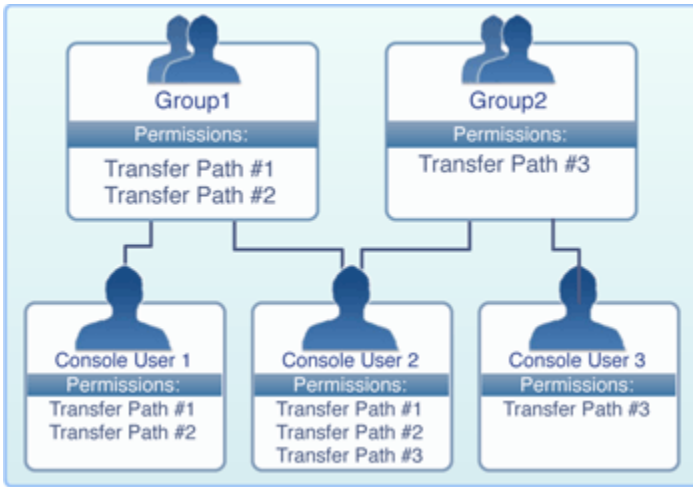 Group1
Permissions:
Transfer Path #1
Transfer Path #2
Group2
Permissions:
Transfer Path #3
Console User 1
Permissions:
Transfer Path #1
Transfer Path #2
Console User 2
Permissions:
Transfer Path #1
Transfer Path #2
Transfer Path #3
Console User 3
Permissions:
Transfer Path #3